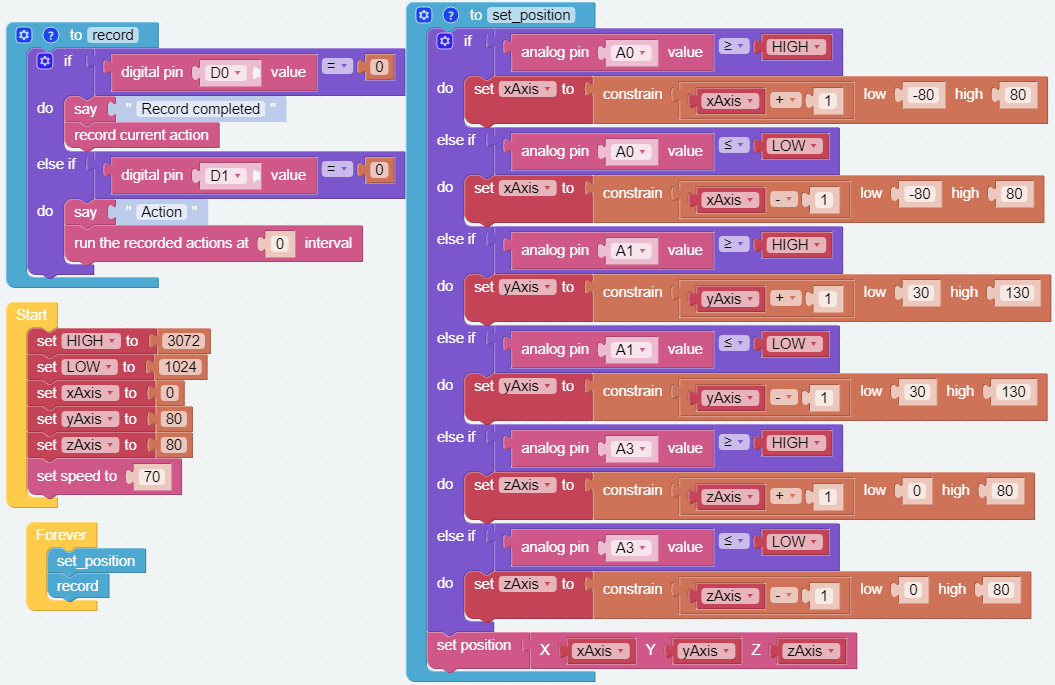 to record
if digital pin D0 value = 0
do say " Record completed "
record current action
else if digital pin D1 value = 0
do say " Action "
run the recorded actions at 0 interval
Start
set HIGH to 3072
set LOW to 1024
set xAxis to 0
set yAxis to 80
set zAxis to 80
set speed to 70
Forever
set_position
record
? to set_position
if analog pin A0 value ≥ HIGH
do set xAxis to constrain xAxis + 1 low -80 high 80
else if analog pin A0 value ≤ LOW
do set xAxis to constrain xAxis - 1 low -80 high 80
else if analog pin A1 value ≥ HIGH
do set yAxis to constrain yAxis + 1 low 30 high 130
else if analog pin A1 value ≤ LOW
do set yAxis to constrain yAxis - 1 low 30 high 130
else if analog pin A3 value ≥ HIGH
do set zAxis to constrain zAxis + 1 low 0 high 80
else if analog pin A3 value ≤ LOW
do set zAxis to constrain zAxis - 1 low 0 high 80
set position X xAxis Y yAxis Z zAxis